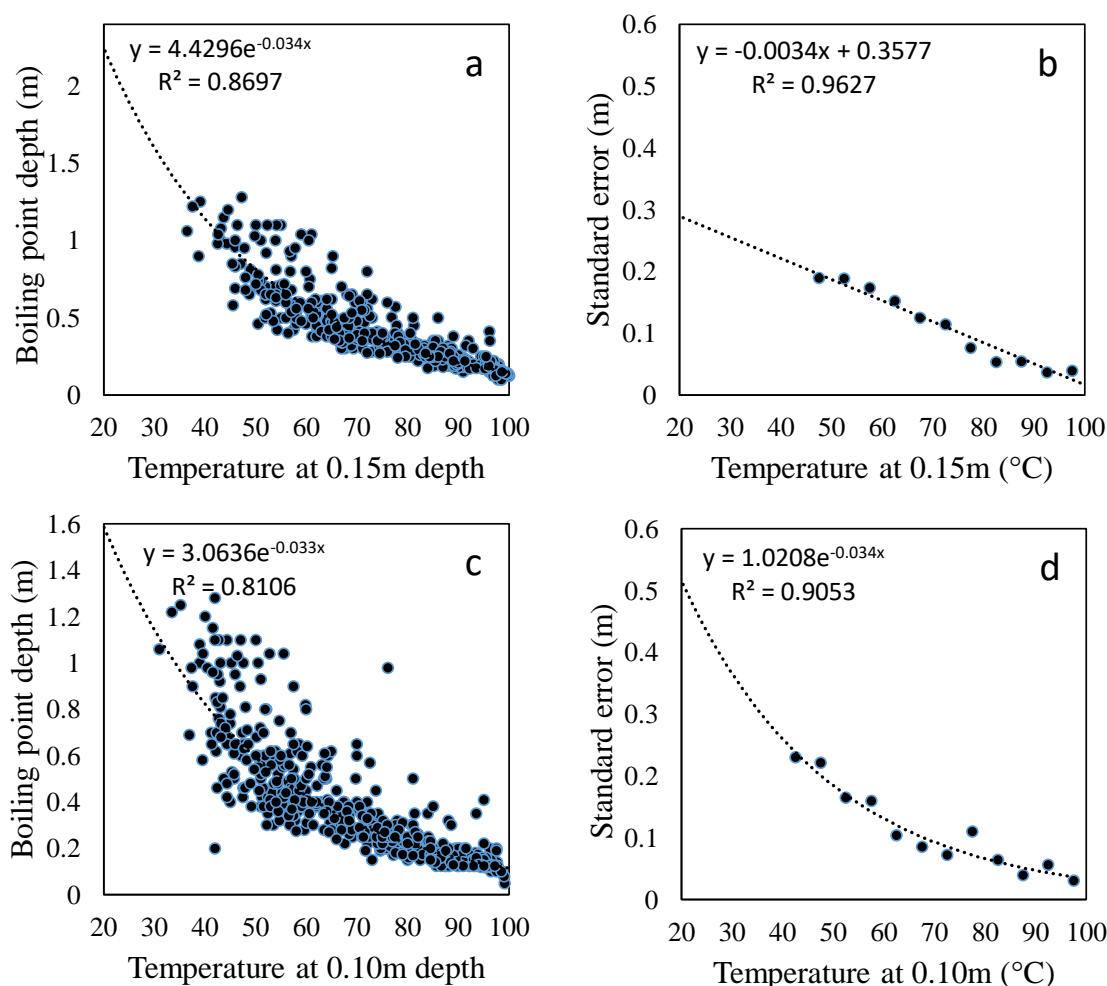 y = 4.4296e^-0.034x
R² = 0.8697
a
Boiling point depth (m)
2
1.5
1
0.5
0
20 30 40 50 60 70 80 90 100
Temperature at 0.15m depth
y = -0.0034x + 0.3577
R² = 0.9627
b
Standard error (m)
0.6
0.5
0.4
0.3
0.2
0.1
0
20 30 40 50 60 70 80 90 100
Temperature at 0.15m (°C)
y = 3.0636e^-0.033x
R² = 0.8106
c
Boiling point depth (m)
1.6
1.4
1.2
1
0.8
0.6
0.4
0.2
0
20 30 40 50 60 70 80 90 100
Temperature at 0.10m depth
y = 1.0208e^-0.034x
R² = 0.9053
d
Standard error (m)
0.6
0.5
0.4
0.3
0.2
0.1
0
20 30 40 50 60 70 80 90 100
Temperature at 0.10m (°C)